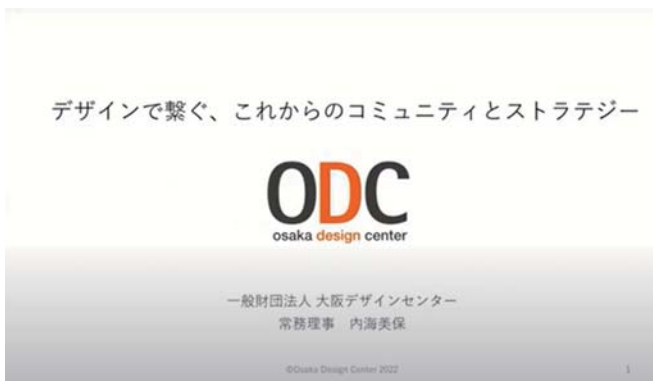 デザインで繋ぐ、これからのコミュニティとストラテジー
ODC
osaka design center
一般財団法人 大阪デザインセンター
常務理事　内海美保
©Osaka Design Center 2022
1